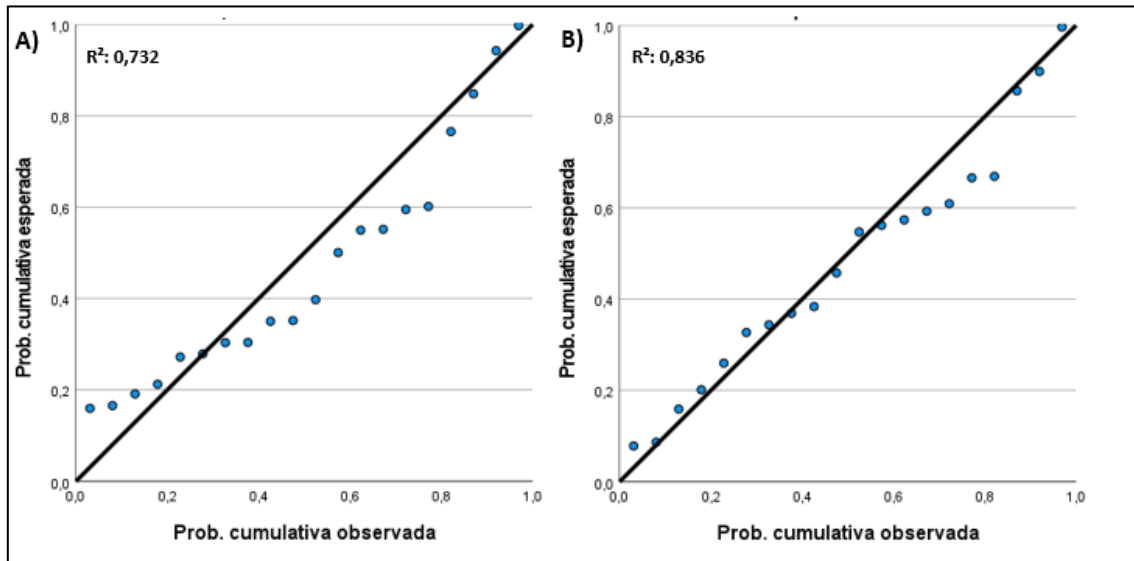 A)
R²: 0,732
1,0
0,8
0,6
0,4
0,2
0,0
Prob. cumulativa esperada
0,0 0,2 0,4 0,6 0,8 1,0
Prob. cumulativa observada
B)
R²: 0,836
1,0
0,8
0,6
0,4
0,2
0,0
Prob. cumulativa esperada
0,0 0,2 0,4 0,6 0,8 1,0
Prob. cumulativa observada